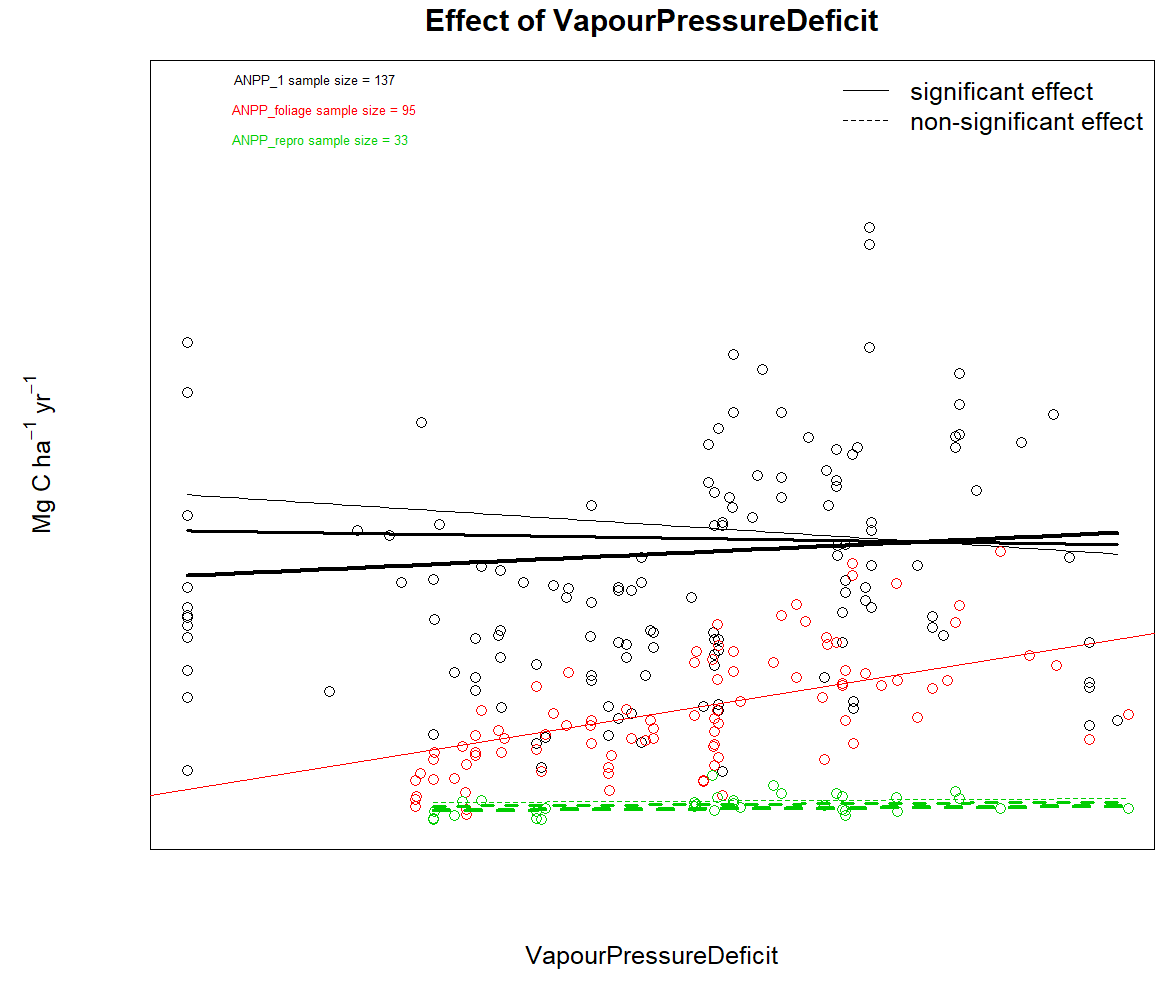 Effect of VapourPressureDeficit
ANPP_1 sample size = 137
ANPP_foliage sample size = 95
ANPP_repro sample size = 33
significant effect
non-significant effect
Mg C ha⁻¹ yr⁻¹
VapourPressureDeficit